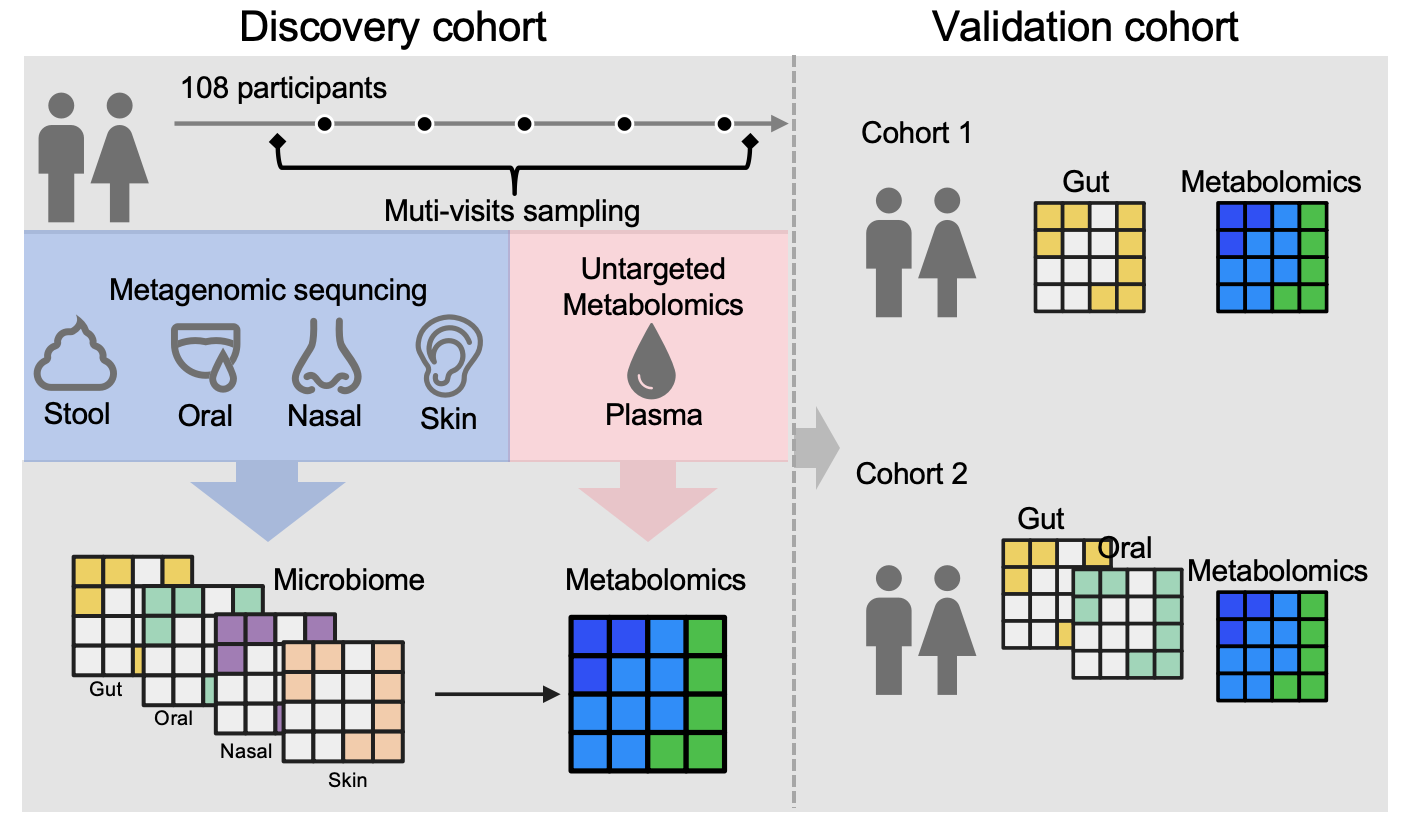 Discovery cohort
Validation cohort
108 participants
Muti-visits sampling
Metagenomic sequncing
Stool
Oral
Nasal
Skin
Untargeted
Metabolomics
Plasma
Microbiome
Gut
Oral
Nasal
Skin
Metabolomics
Cohort 1
Gut
Metabolomics
Cohort 2
Gut
Oral
Metabolomics